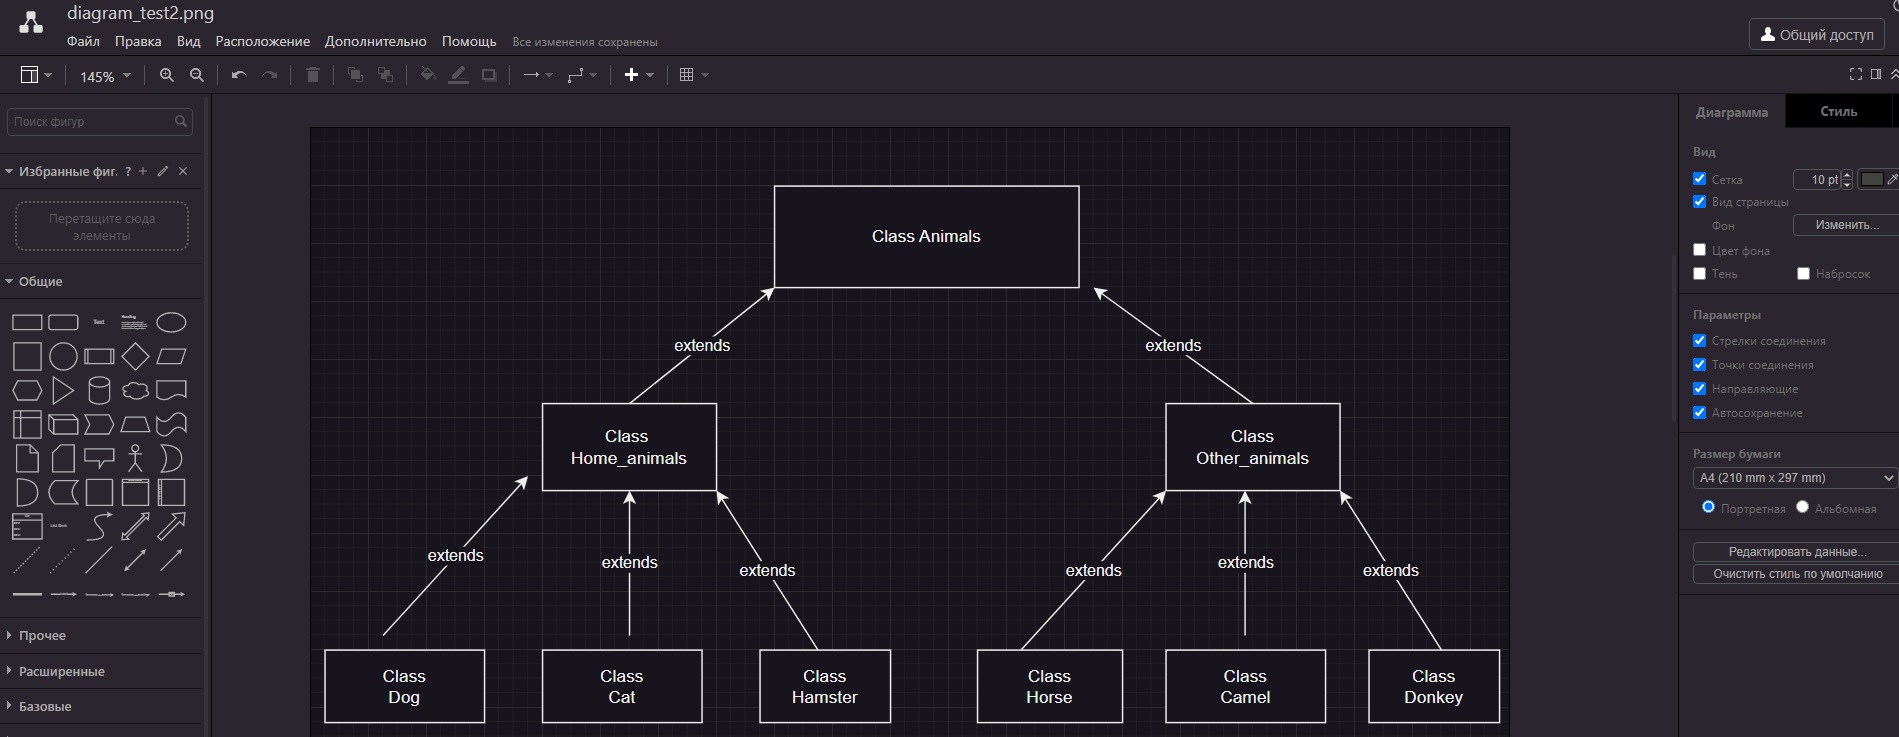 diagram_test2.png
Файл Правка Вид Расположение Дополнительно Помощь Все изменения сохранены
Общий доступ
145%
Поиск фигур
Избранные фиг. ?
Перетащите сюда
элементы
Общие
Text
Heading
List Item
Прочее
Расширенные
Базовые
Class Animals
extends
extends
Class
Home_animals
Class
Other_animals
extends
extends
extends
extends
extends
extends
Class
Dog
Class
Cat
Class
Hamster
Class
Horse
Class
Camel
Class
Donkey
Диаграмма
Стиль
Вид
Сетка 10 pt
Вид страницы
Фон Изменить...
Цвет фона
Тень Набросок
Параметры
Стрелки соединения
Точки соединения
Направляющие
Автосохранение
Размер бумаги
A4 (210 mm x 297 mm)
Портретная Альбомная
Редактировать данные...
Очистить стиль по умолчанию